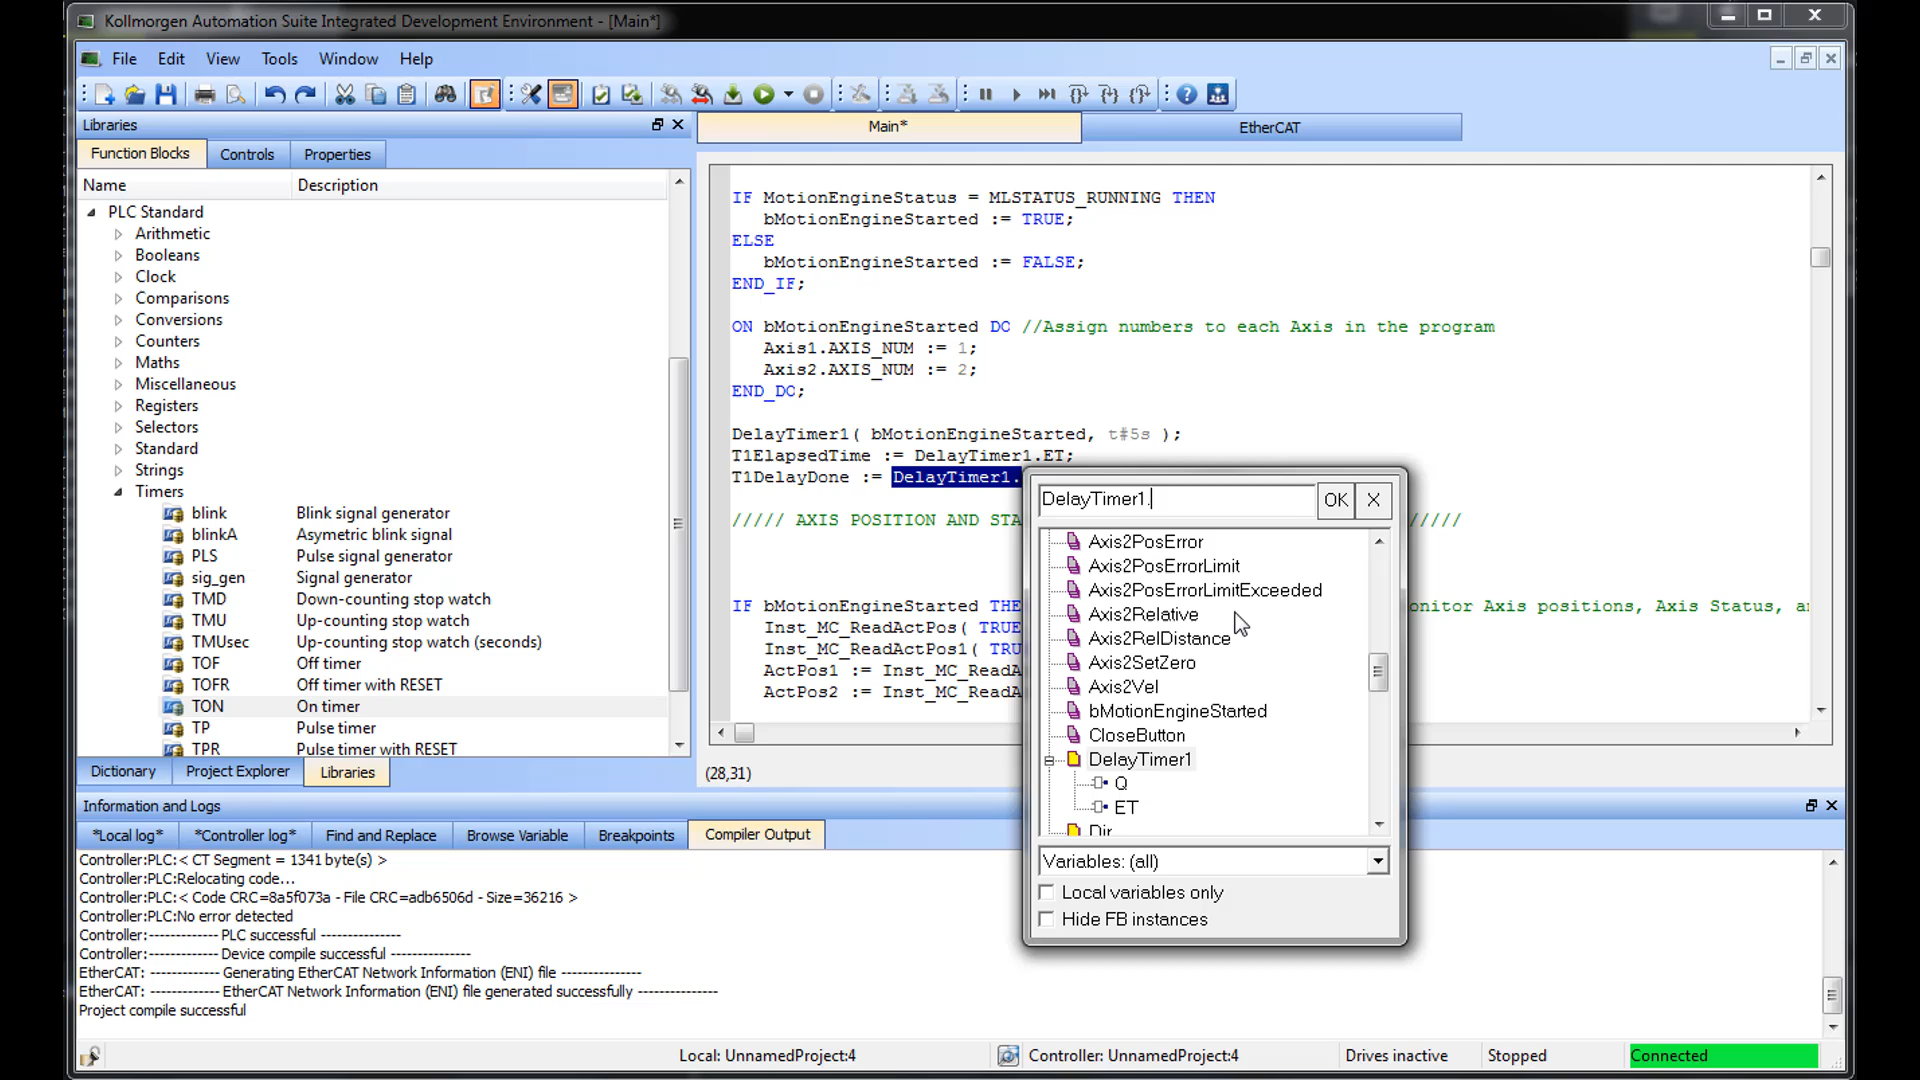 Kollmorgen Automation Suite Integrated Development Environment - [Main*]
File Edit View Tools Window Help
Libraries
Function Blocks Controls Properties
Name Description
PLC Standard
Arithmetic
Booleans
Clock
Comparisons
Conversions
Counters
Maths
Miscellaneous
Registers
Selectors
Standard
Strings
Timers
blink Blink signal generator
blinkA Asymetric blink signal
PLS Pulse signal generator
sig_gen Signal generator
TMD Down-counting stop watch
TMU Up-counting stop watch
TMUsec Up-counting stop watch (seconds)
TOF Off timer
TOFR Off timer with RESET
TON On timer
TP Pulse timer
TPR Pulse timer with RESET
Dictionary Project Explorer Libraries
Main* EtherCAT
IF MotionEngineStatus = MLSTATUS_RUNNING THEN
bMotionEngineStarted := TRUE;
ELSE
bMotionEngineStarted := FALSE;
END_IF;
ON bMotionEngineStarted DO //Assign numbers to each Axis in the program
Axis1.AXIS_NUM := 1;
Axis2.AXIS_NUM := 2;
END_DO;
DelayTimer1( bMotionEngineStarted, t#5s );
T1ElapsedTime := DelayTimer1.ET;
T1DelayDone := DelayTimer1.
///// AXIS POSITION AND STA /////
IF bMotionEngineStarted THE onitor Axis positions, Axis Status, a
Inst_MC_ReadActPos( TRUE
Inst_MC_ReadActPos1( TRU
ActPos1 := Inst_MC_ReadA
ActPos2 := Inst_MC_ReadA
(28,31)
DelayTimer1. OK X
Axis2PosError
Axis2PosErrorLimit
Axis2PosErrorLimitExceeded
Axis2Relative
Axis2RelDistance
Axis2SetZero
Axis2Vel
bMotionEngineStarted
CloseButton
DelayTimer1
Q
ET
Dir
Variables: (all)
Local variables only
Hide FB instances
Information and Logs
*Local log* *Controller log* Find and Replace Browse Variable Breakpoints Compiler Output
Controller:PLC:< CT Segment = 1341 byte(s) >
Controller:PLC:Relocating code...
Controller:PLC:< Code CRC=8a5f073a - File CRC=adb6506d - Size=36216 >
Controller:PLC:No error detected
Controller:------------- PLC successful ---------------
Controller:------------- Device compile successful -------------
EtherCAT: ------------- Generating EtherCAT Network Information (ENI) file -------------
EtherCAT: ------------- EtherCAT Network Information (ENI) file generated successfully -------------
Project compile successful
Local: UnnamedProject:4 Controller: UnnamedProject:4 Drives inactive Stopped Connected